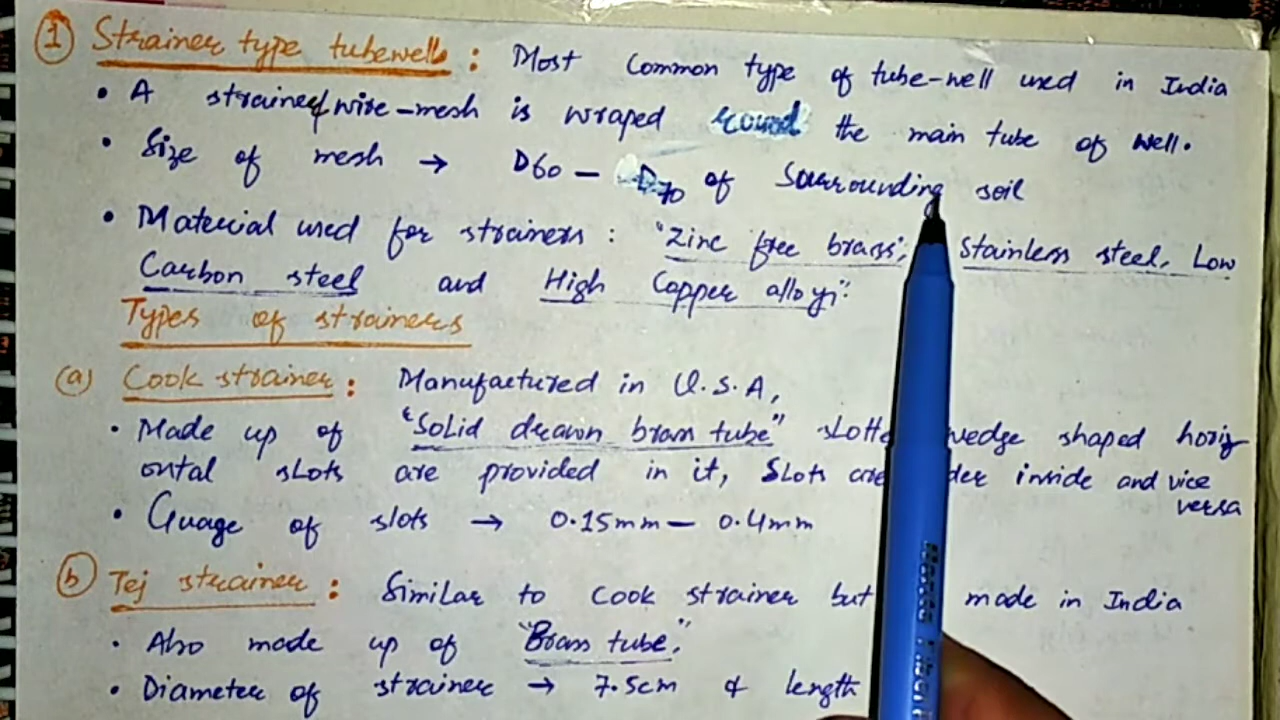 ① Strainer type tubewells : Most common type of tube-well used in India
• A strainer/wire-mesh is wraped round the main tube of well.
• Size of mesh → D60 – D70 of Surrounding soil
• Material used for strainers : "Zinc free brass", Stainless steel, Low
Carbon steel and High Copper alloys".
Types of strainers
(a) Cook strainer : Manufactured in U.S.A,
• Made up of "Solid drawn brass tube" wedge shaped horiz
ontal slots are provided in it, Slots inside and vice
versa
• Guage of slots → 0.15mm – 0.4mm
ⓑ Tej strainer : Similar to Cook strainer but made in India
• Also made up of "Brass tube".
• Diameter of strainer → 7.5cm & length